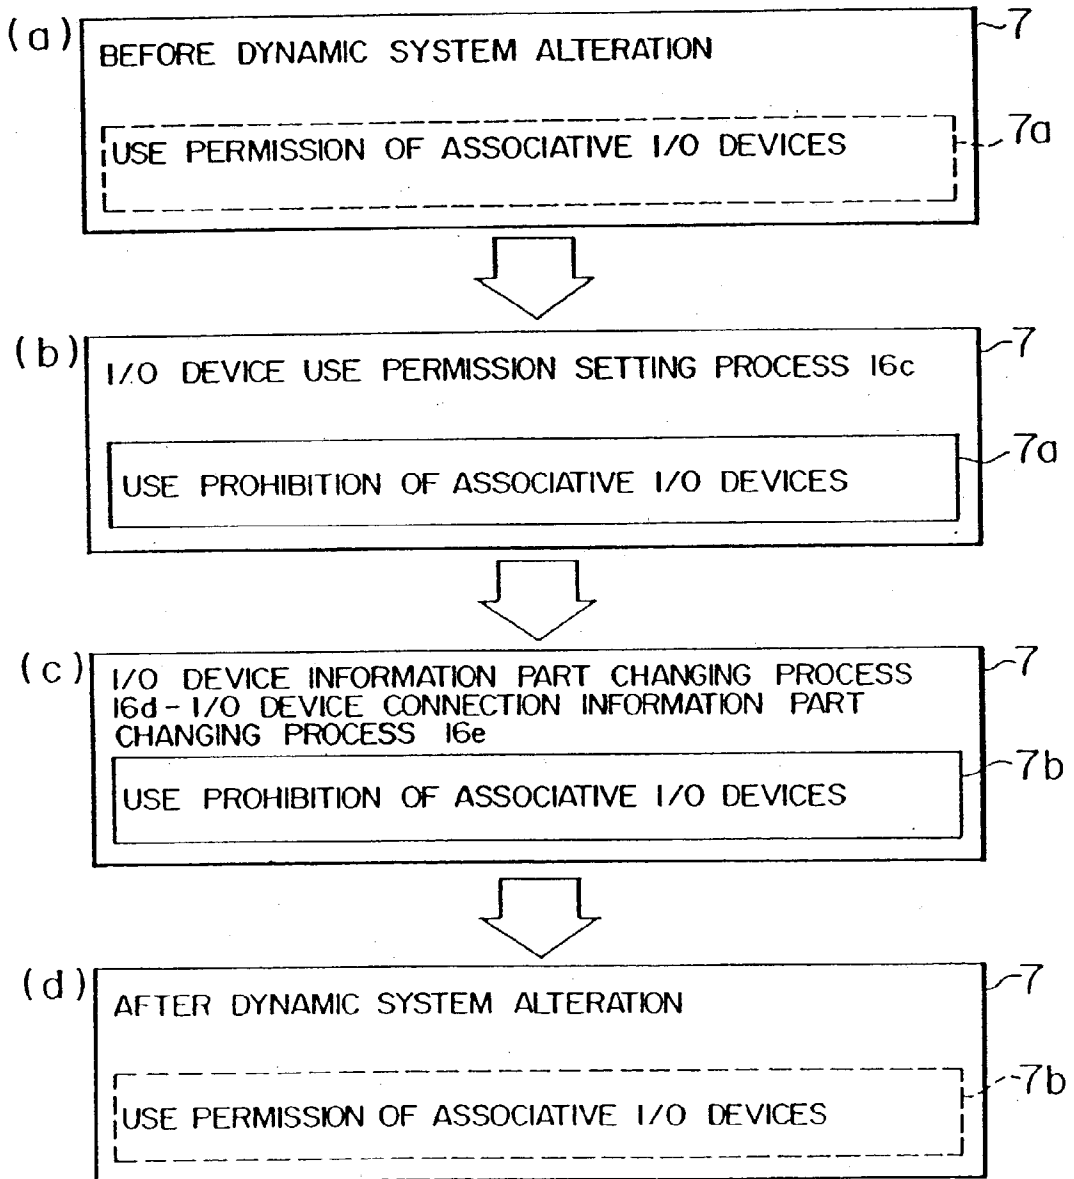 (a)
7
BEFORE DYNAMIC SYSTEM ALTERATION
7a
USE PERMISSION OF ASSOCIATIVE I/O DEVICES
(b)
7
I/O DEVICE USE PERMISSION SETTING PROCESS 16c
7a
USE PROHIBITION OF ASSOCIATIVE I/O DEVICES
(c)
7
I/O DEVICE INFORMATION PART CHANGING PROCESS
16d-I/O DEVICE CONNECTION INFORMATION PART
CHANGING PROCESS 16e
7b
USE PROHIBITION OF ASSOCIATIVE I/O DEVICES
(d)
7
AFTER DYNAMIC SYSTEM ALTERATION
7b
USE PERMISSION OF ASSOCIATIVE I/O DEVICES